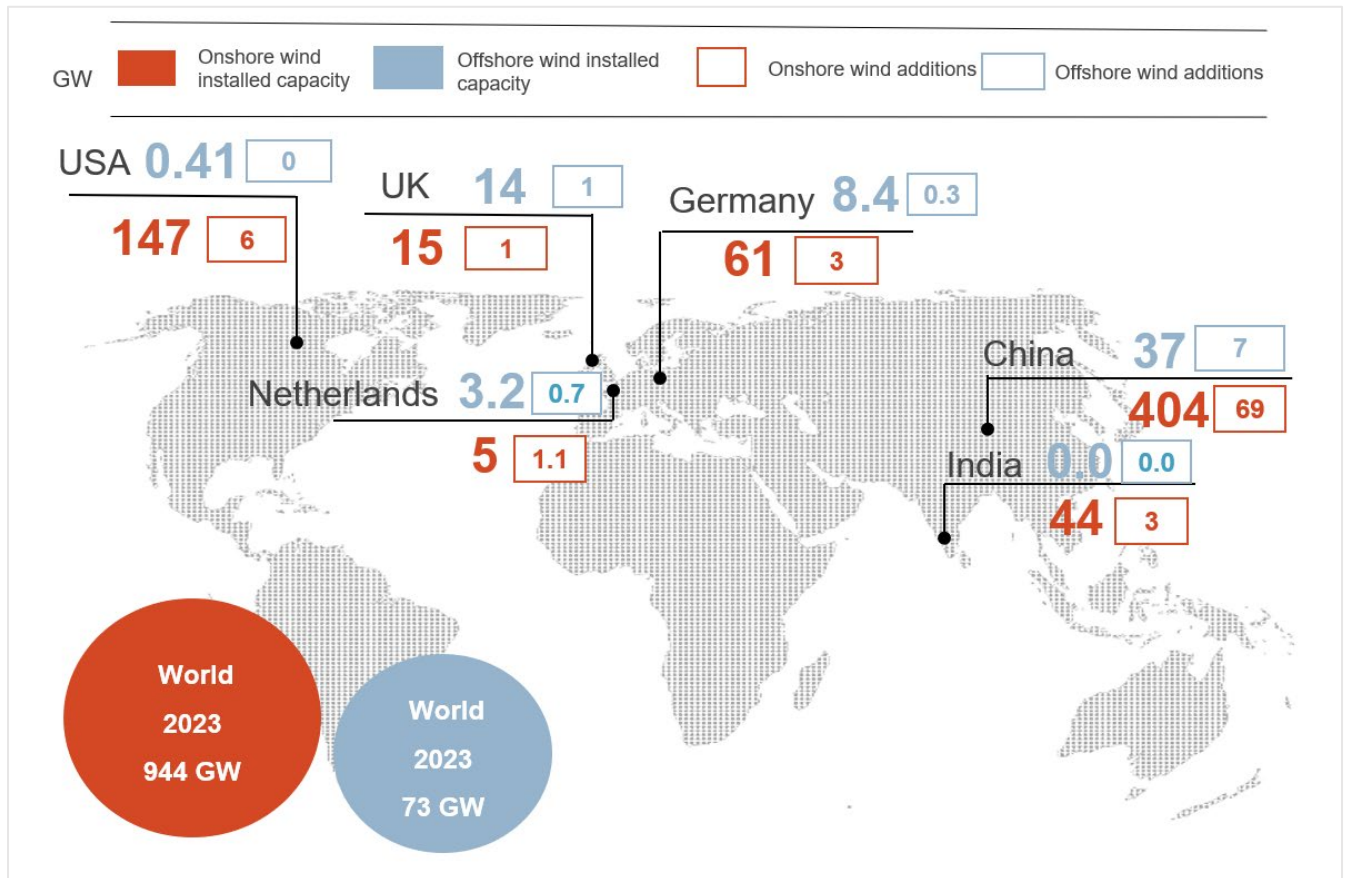 GW
Onshore wind
installed capacity
Offshore wind installed
capacity
Onshore wind additions
Offshore wind additions
USA 0.41 0
147 6
UK 14 1
15 1
Germany 8.4 0.3
61 3
Netherlands 3.2 0.7
5 1.1
China 37 7
404 69
India 0.0 0.0
44 3
World
2023
944 GW
World
2023
73 GW